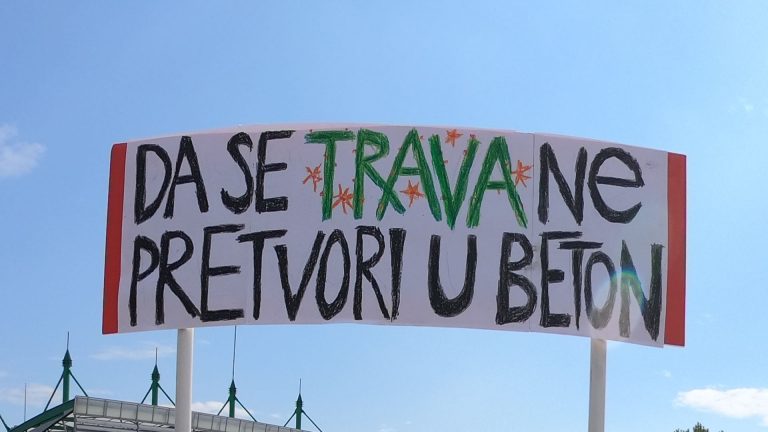 DA SE TRAVA NE
PRETVORI U BETON